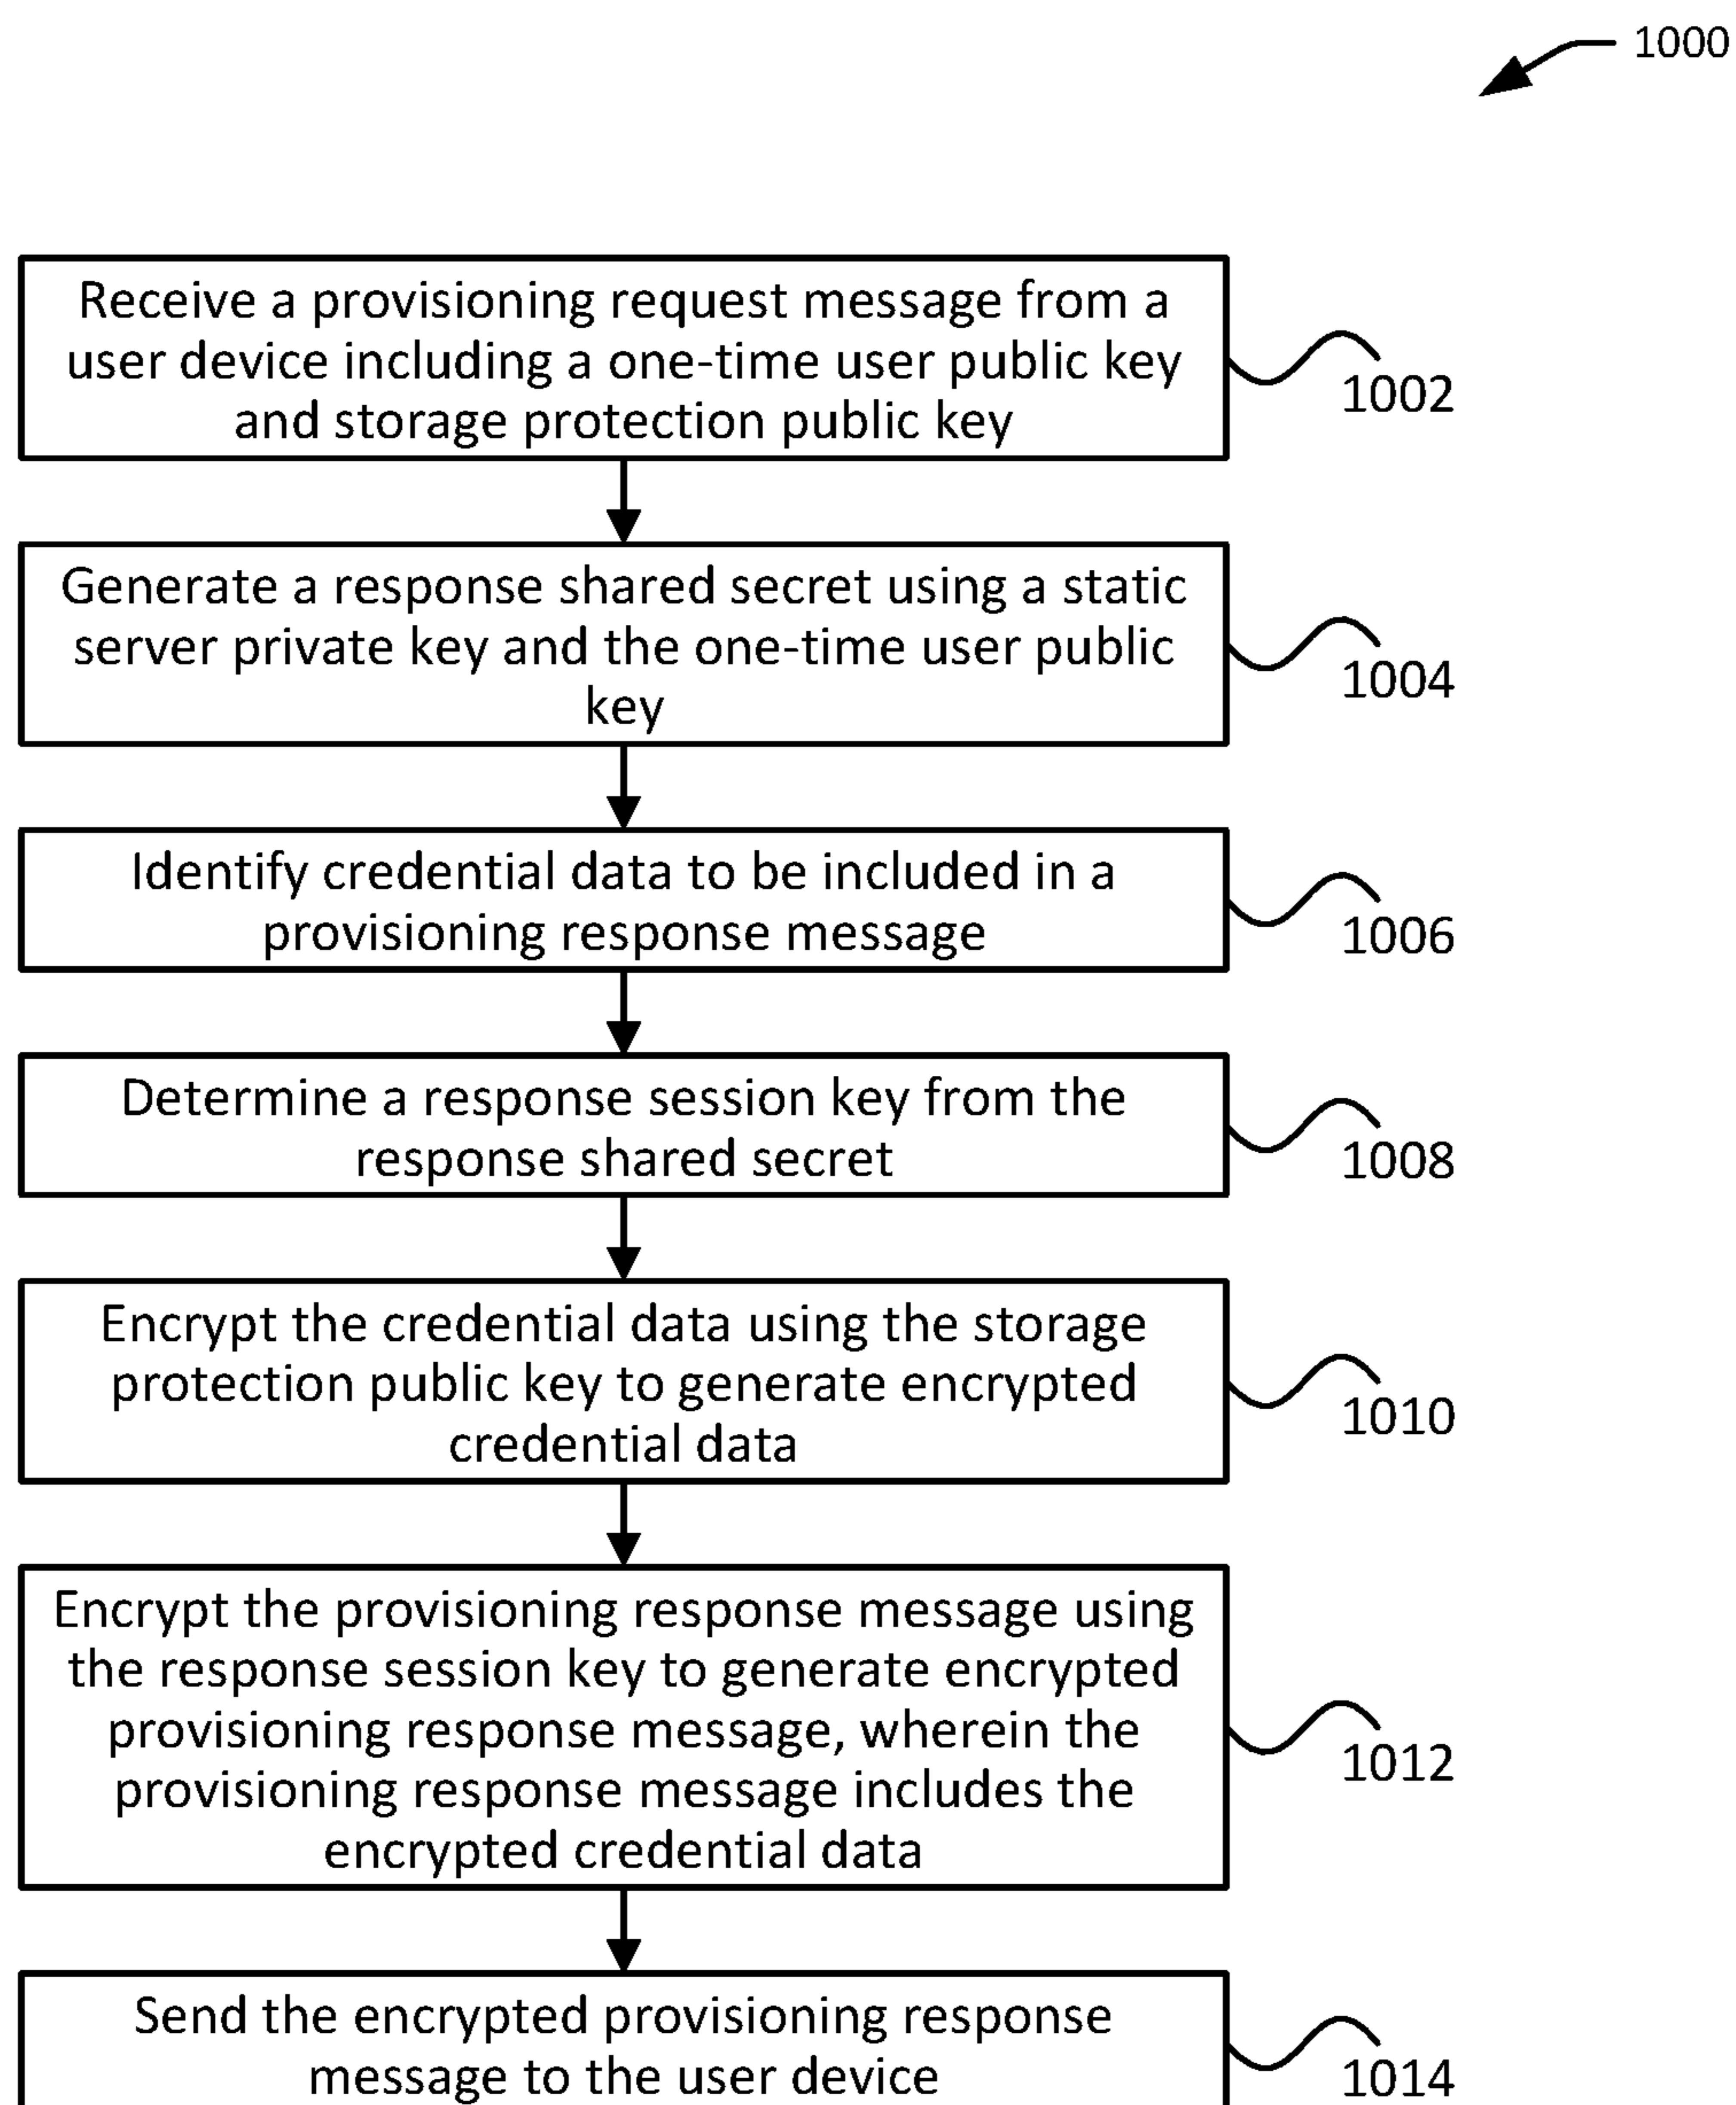 1000
Receive a provisioning request message from a
user device including a one-time user public key
and storage protection public key
1002
Generate a response shared secret using a static
server private key and the one-time user public
key
1004
Identify credential data to be included in a
provisioning response message
1006
Determine a response session key from the
response shared secret
1008
Encrypt the credential data using the storage
protection public key to generate encrypted
credential data
1010
Encrypt the provisioning response message using
the response session key to generate encrypted
provisioning response message, wherein the
provisioning response message includes the
encrypted credential data
1012
Send the encrypted provisioning response
message to the user device
1014